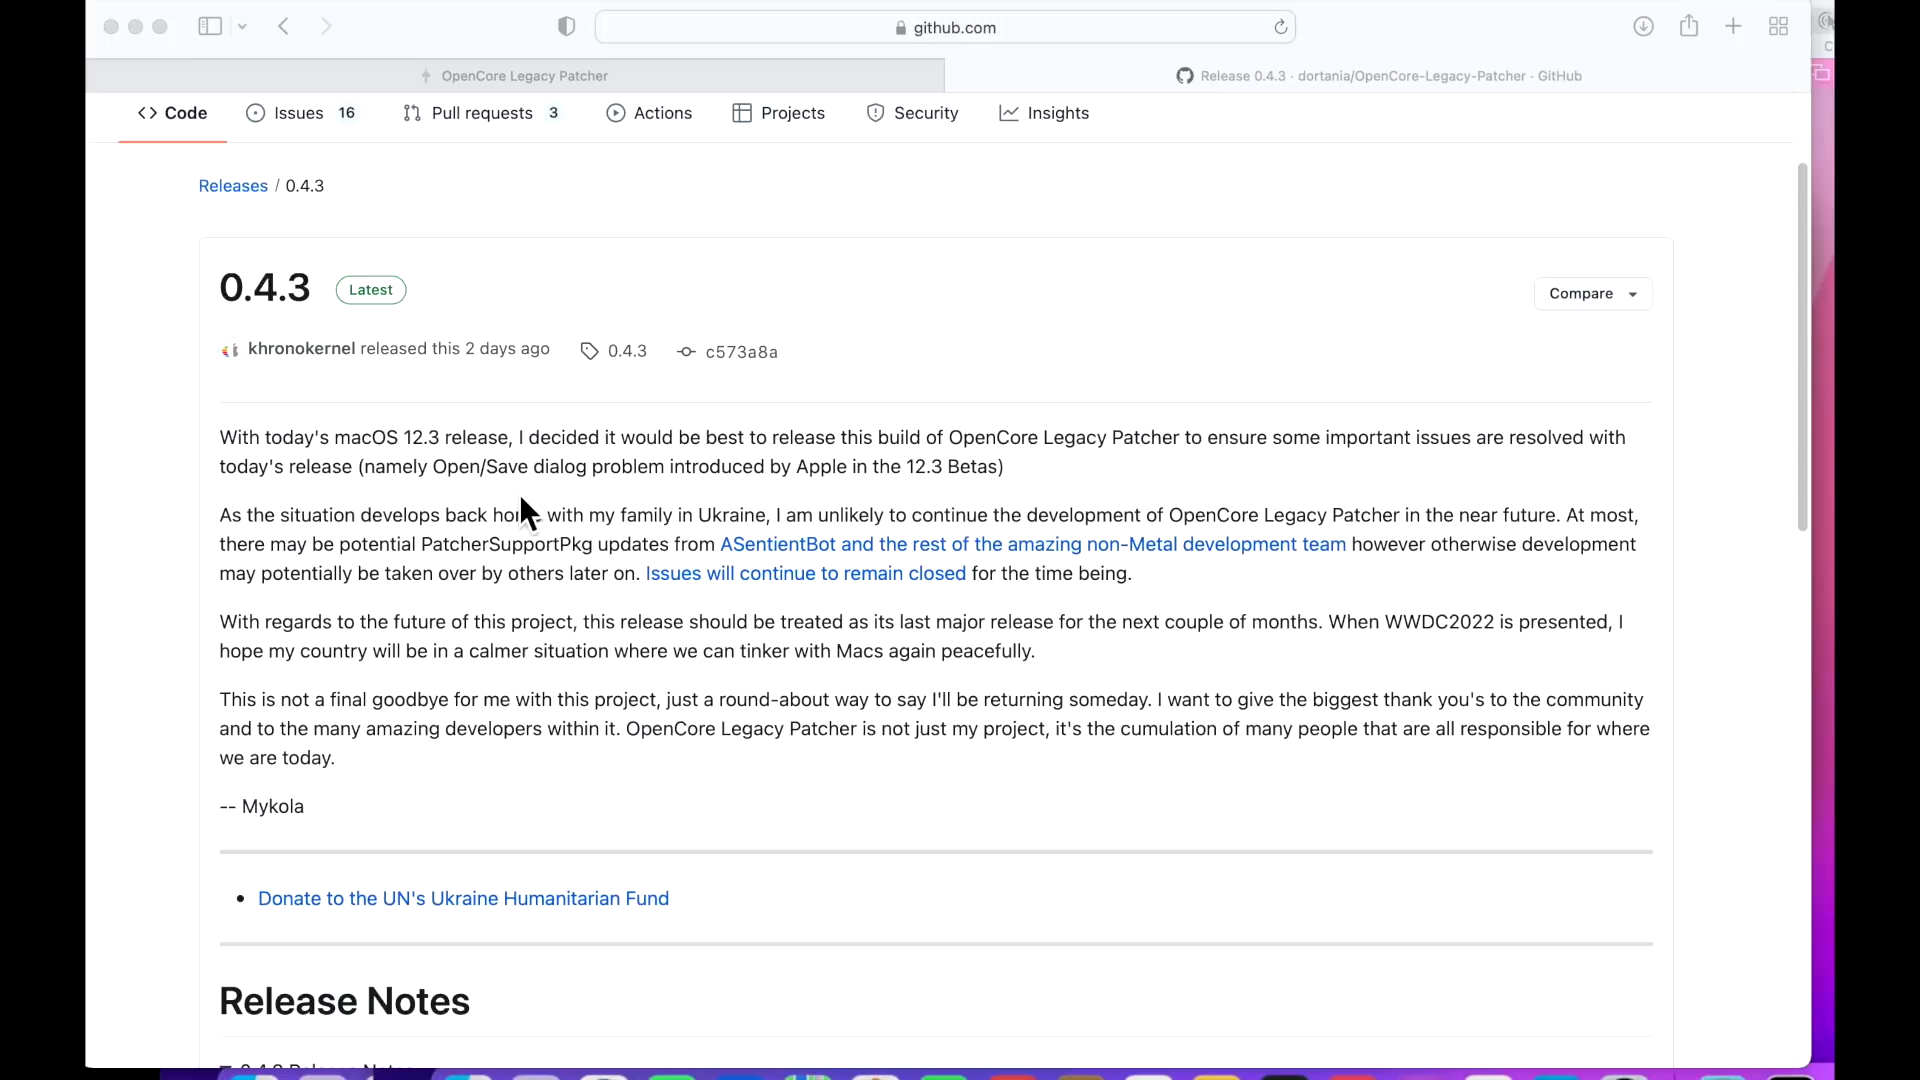 github.com
OpenCore Legacy Patcher
Release 0.4.3 · dortania/OpenCore-Legacy-Patcher · GitHub
Code Issues 16 Pull requests 3 Actions Projects Security Insights
Releases / 0.4.3
0.4.3 Latest
Compare
khronokernel released this 2 days ago 0.4.3 c573a8a
With today's macOS 12.3 release, I decided it would be best to release this build of OpenCore Legacy Patcher to ensure some important issues are resolved with
today's release (namely Open/Save dialog problem introduced by Apple in the 12.3 Betas)
As the situation develops back home with my family in Ukraine, I am unlikely to continue the development of OpenCore Legacy Patcher in the near future. At most,
there may be potential PatcherSupportPkg updates from ASentientBot and the rest of the amazing non-Metal development team however otherwise development
may potentially be taken over by others later on. Issues will continue to remain closed for the time being.
With regards to the future of this project, this release should be treated as its last major release for the next couple of months. When WWDC2022 is presented, I
hope my country will be in a calmer situation where we can tinker with Macs again peacefully.
This is not a final goodbye for me with this project, just a round-about way to say I'll be returning someday. I want to give the biggest thank you's to the community
and to the many amazing developers within it. OpenCore Legacy Patcher is not just my project, it's the cumulation of many people that are all responsible for where
we are today.
-- Mykola
Donate to the UN's Ukraine Humanitarian Fund
Release Notes